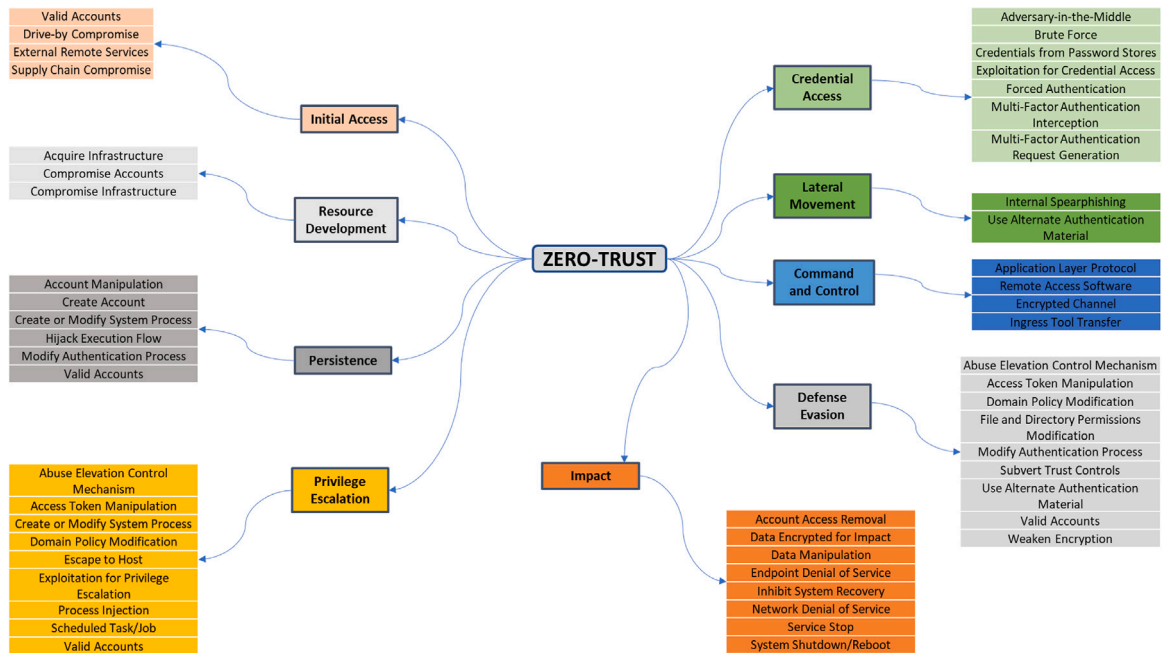 Valid Accounts
Drive-by Compromise
External Remote Services
Supply Chain Compromise
Initial Access
Acquire Infrastructure
Compromise Accounts
Compromise Infrastructure
Resource
Development
Account Manipulation
Create Account
Create or Modify System Process
Hijack Execution Flow
Modify Authentication Process
Valid Accounts
Persistence
Abuse Elevation Control
Mechanism
Access Token Manipulation
Create or Modify System Process
Domain Policy Modification
Escape to Host
Exploitation for Privilege
Escalation
Process Injection
Scheduled Task/Job
Valid Accounts
Privilege
Escalation
ZERO-TRUST
Impact
Account Access Removal
Data Encrypted for Impact
Data Manipulation
Endpoint Denial of Service
Inhibit System Recovery
Network Denial of Service
Service Stop
System Shutdown/Reboot
Credential
Access
Adversary-in-the-Middle
Brute Force
Credentials from Password Stores
Exploitation for Credential Access
Forced Authentication
Multi-Factor Authentication
Interception
Multi-Factor Authentication
Request Generation
Lateral
Movement
Internal Spearphishing
Use Alternate Authentication
Material
Command
and Control
Application Layer Protocol
Remote Access Software
Encrypted Channel
Ingress Tool Transfer
Defense
Evasion
Abuse Elevation Control Mechanism
Access Token Manipulation
Domain Policy Modification
File and Directory Permissions
Modification
Modify Authentication Process
Subvert Trust Controls
Use Alternate Authentication
Material
Valid Accounts
Weaken Encryption